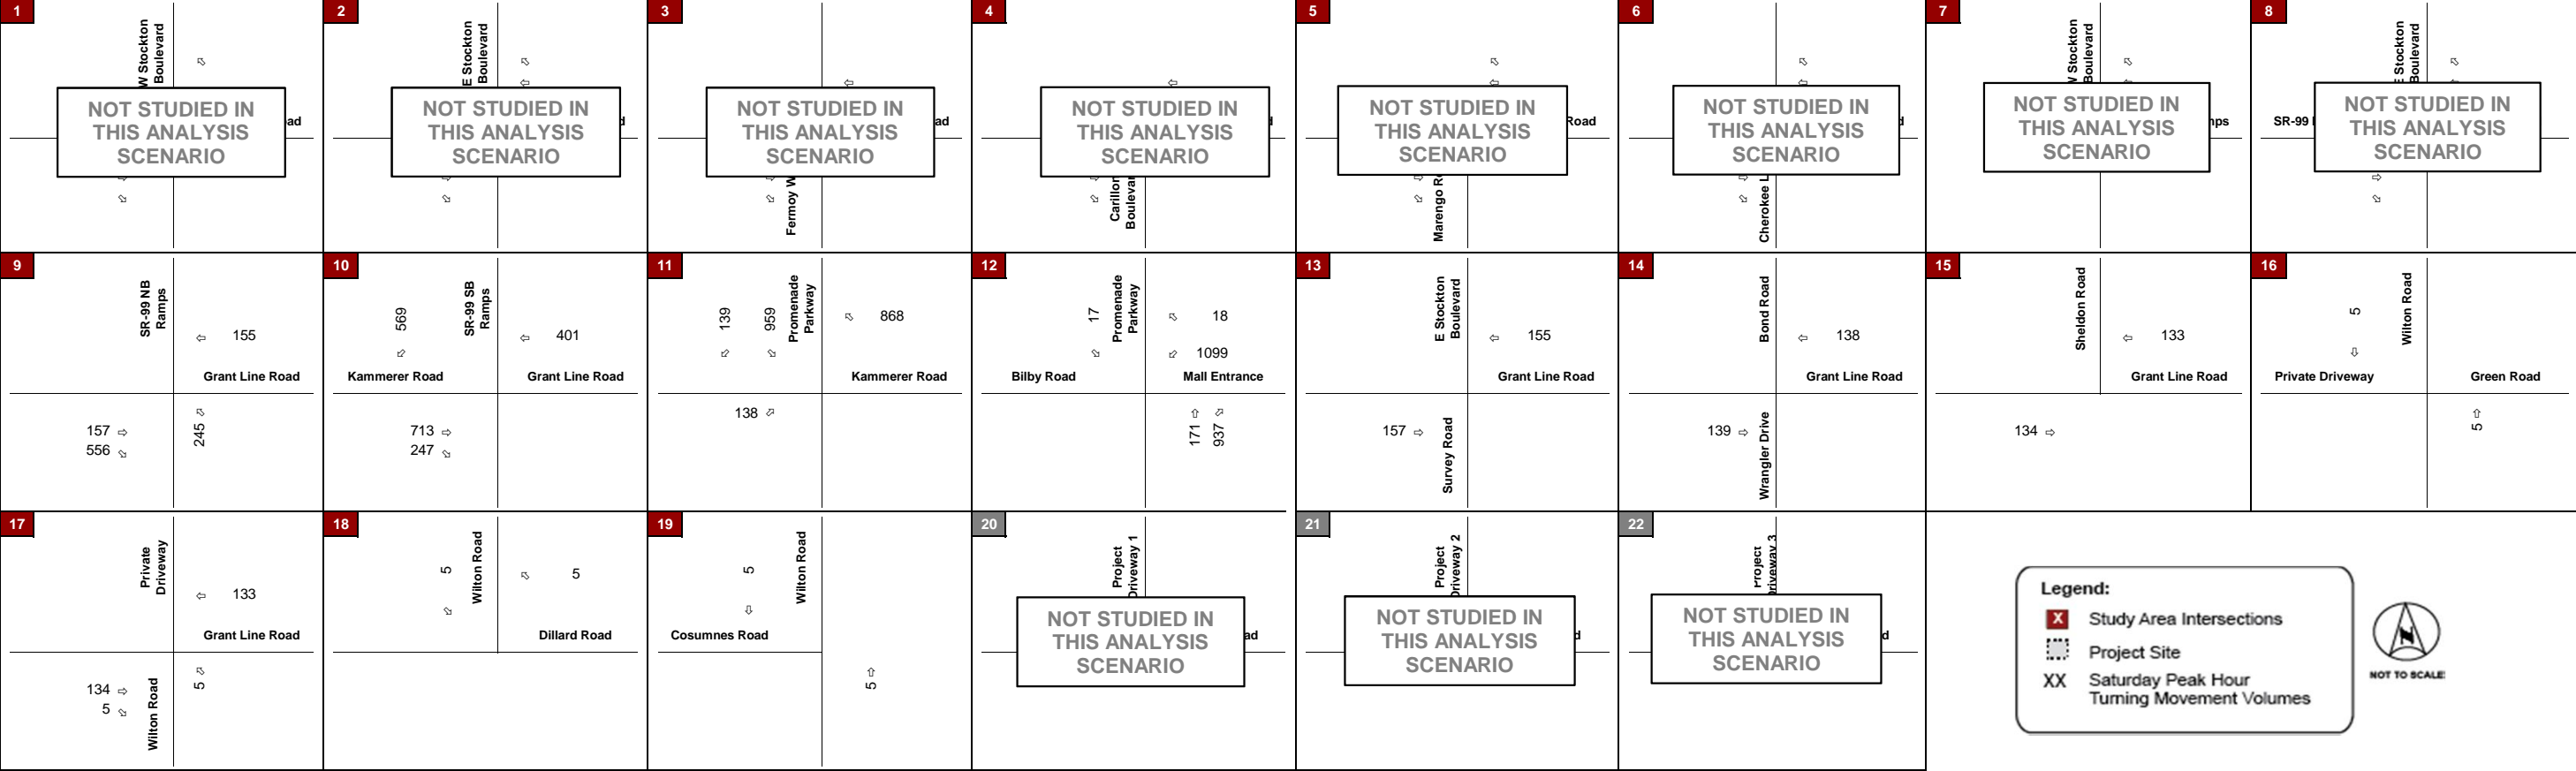 1
W Stockton
Boulevard
NOT STUDIED IN
THIS ANALYSIS
SCENARIO
2
E Stockton
Boulevard
NOT STUDIED IN
THIS ANALYSIS
SCENARIO
3
NOT STUDIED IN
THIS ANALYSIS
SCENARIO
Fermoy
4
NOT STUDIED IN
THIS ANALYSIS
SCENARIO
Carillon
Boulevar
5
Road
NOT STUDIED IN
THIS ANALYSIS
SCENARIO
Marengo
6
NOT STUDIED IN
THIS ANALYSIS
SCENARIO
Cherokee
7
W Stockton
Boulevard
NOT STUDIED IN
THIS ANALYSIS
SCENARIO
8
E Stockton
Boulevard
SR-99
NOT STUDIED IN
THIS ANALYSIS
SCENARIO
9
SR-99 NB
Ramps
155
Grant Line Road
157
556
245
10
569
SR-99 SB
Ramps
401
Kammerer Road
Grant Line Road
713
247
11
139
959
Promenade
Parkway
868
Kammerer Road
138
12
17
Promenade
Parkway
18
1099
Bilby Road
Mall Entrance
171
937
13
E Stockton
Boulevard
155
Grant Line Road
157
Survey Road
14
Bond Road
138
Grant Line Road
139
Wrangler Drive
15
Sheldon Road
133
Grant Line Road
134
16
5
Wilton Road
Private Driveway
Green Road
5
17
Private
Driveway
133
Grant Line Road
134
5
Wilton Road
5
18
5
Wilton Road
5
Dillard Road
19
5
Wilton Road
Cosumnes Road
5
20
Project
Driveway 1
NOT STUDIED IN
THIS ANALYSIS
SCENARIO
21
Project
Driveway 2
NOT STUDIED IN
THIS ANALYSIS
SCENARIO
22
Project
Driveway 3
NOT STUDIED IN
THIS ANALYSIS
SCENARIO
Legend:
X Study Area Intersections
Project Site
XX Saturday Peak Hour
Turning Movement Volumes
N
NOT TO SCALE